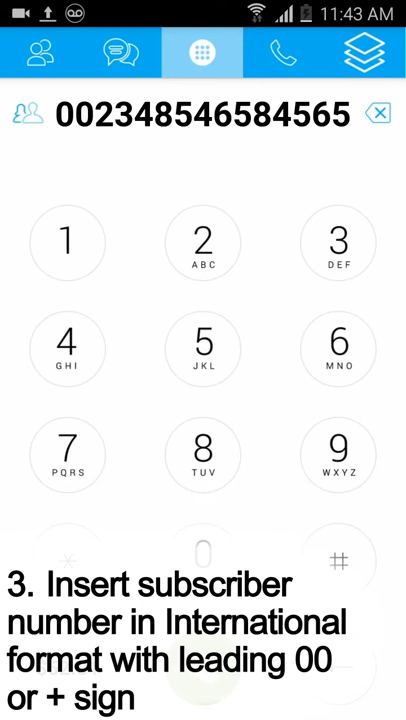 11:43 AM
002348546584565
1
2
3
ABC
DEF
4
5
6
GHI
JKL
MNO
7
8
9
PQRS
TUV
WXYZ
*
0
#
3. Insert subscriber
number in International
format with leading 00
or + sign